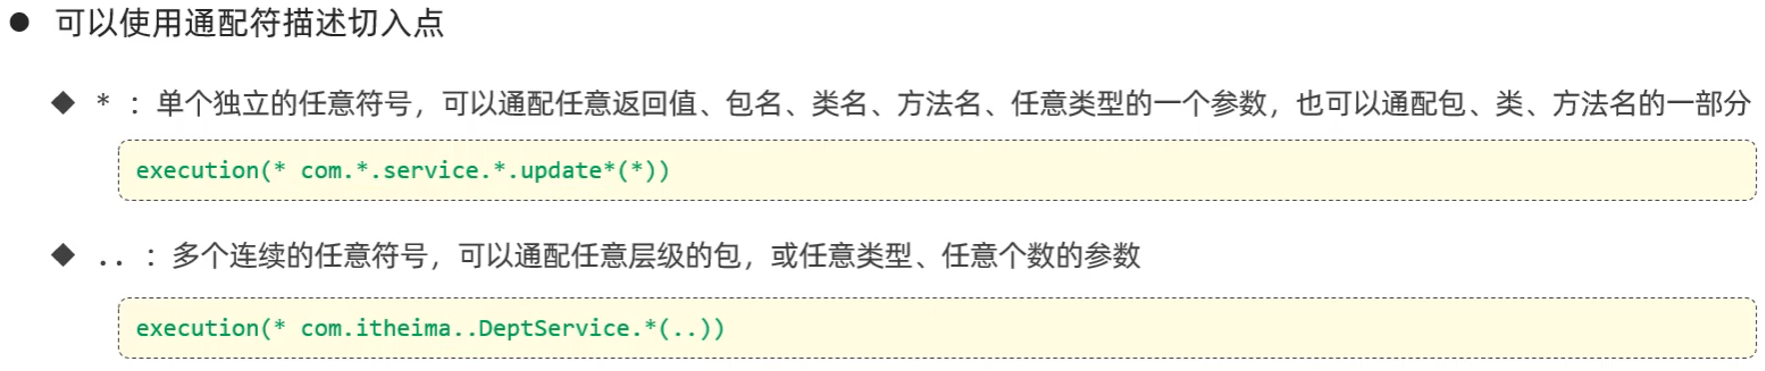 ● 可以使用通配符描述切入点
◆ * ：单个独立的任意符号，可以通配任意返回值、包名、类名、方法名、任意类型的一个参数，也可以通配包、类、方法名的一部分
execution(* com.*.service.*.update*(*))
◆ .. ：多个连续的任意符号，可以通配任意层级的包，或任意类型、任意个数的参数
execution(* com.itheima..DeptService.*(..))